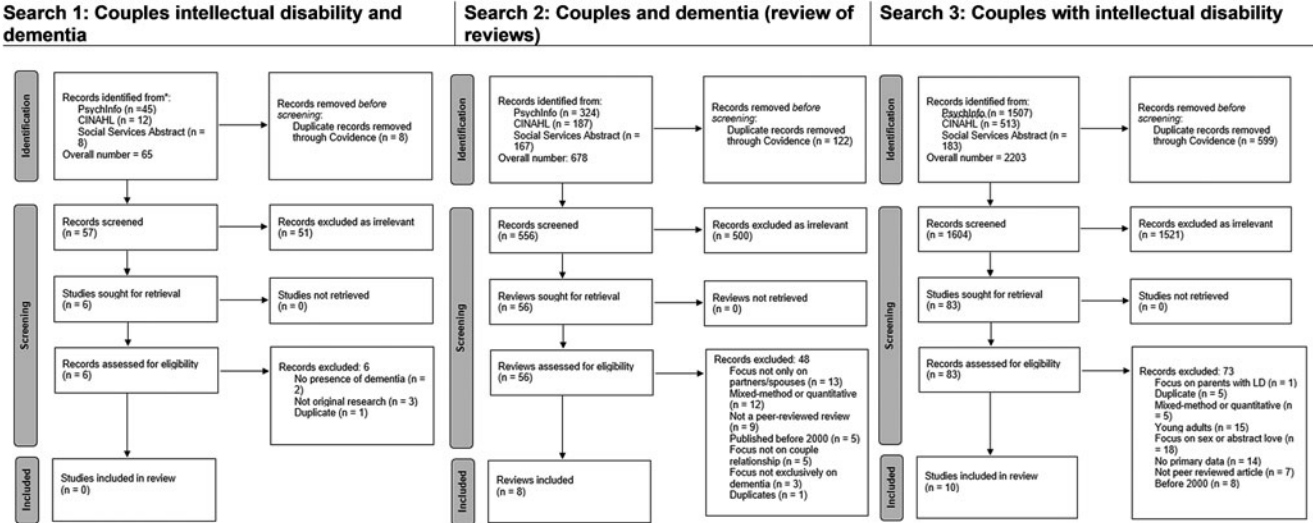 Search 1: Couples intellectual disability and
dementia
Identification
Records identified from*:
PsychInfo (n =45)
CINAHL (n = 12)
Social Services Abstract (n =
8)
Overall number = 65
Records removed before
screening:
Duplicate records removed
through Covidence (n = 8)
Screening
Records screened
(n = 57)
Records excluded as irrelevant
(n = 51)
Studies sought for retrieval
(n = 6)
Studies not retrieved
(n = 0)
Records assessed for eligibility
(n = 6)
Records excluded: 6
No presence of dementia (n =
2)
Not original research (n = 3)
Duplicate (n = 1)
Included
Studies included in review
(n = 0)
Search 2: Couples and dementia (review of
reviews)
Identification
Records identified from:
PsychInfo (n = 324)
CINAHL (n = 187)
Social Services Abstract (n =
167)
Overall number: 678
Records removed before
screening:
Duplicate records removed
through Covidence (n = 122)
Screening
Records screened
(n = 556)
Records excluded as irrelevant
(n = 500)
Reviews sought for retrieval
(n = 56)
Reviews not retrieved
(n = 0)
Reviews assessed for eligibility
(n = 56)
Records excluded: 48
Focus not only on
partners/spouses (n = 13)
Mixed-method or quantitative
(n = 12)
Not a peer-reviewed review
(n = 9)
Published before 2000 (n = 5)
Focus not on couple
relationship (n = 5)
Focus not exclusively on
dementia (n = 3)
Duplicates (n = 1)
Included
Reviews included
(n = 8)
Search 3: Couples with intellectual disability
Identification
Records identified from:
PsychInfo (n = 1507)
CINAHL (n = 513)
Social Services Abstract (n =
183)
Overall number = 2203
Records removed before
screening:
Duplicate records removed
through Covidence (n = 599)
Screening
Records screened
(n = 1604)
Records excluded as irrelevant
(n = 1521)
Studies sought for retrieval
(n = 83)
Studies not retrieved
(n = 0)
Records assessed for eligibility
(n = 83)
Records excluded: 73
Focus on parents with LD (n = 1)
Duplicate (n = 5)
Mixed-method or quantitative (n
= 5)
Young adults (n = 15)
Focus on sex or abstract love (n
= 18)
No primary data (n = 14)
Not peer reviewed article (n = 7)
Before 2000 (n = 8)
Included
Studies included in review
(n = 10)